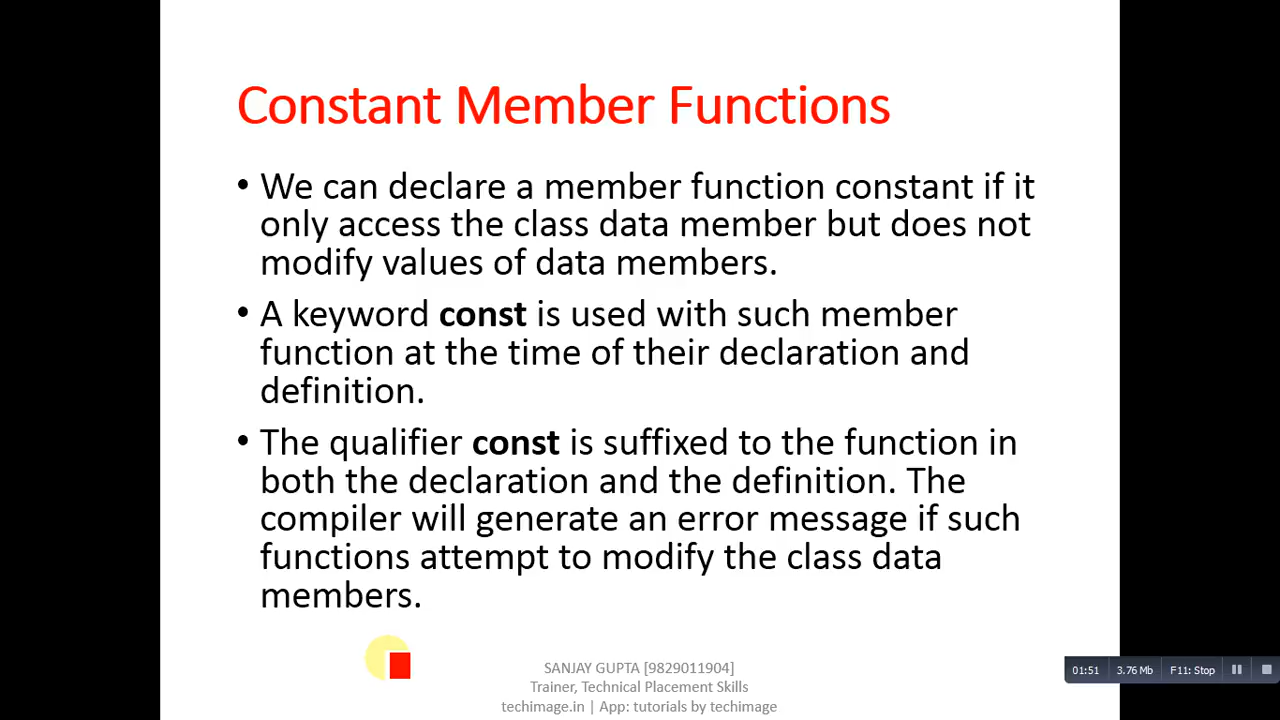 Constant Member Functions
• We can declare a member function constant if it
only access the class data member but does not
modify values of data members.
• A keyword const is used with such member
function at the time of their declaration and
definition.
• The qualifier const is suffixed to the function in
both the declaration and the definition. The
compiler will generate an error message if such
functions attempt to modify the class data
members.
SANJAY GUPTA [9829011904]
Trainer, Technical Placement Skills
techimage.in | App: tutorials by techimage
01:51 3.76 Mb F11: Stop